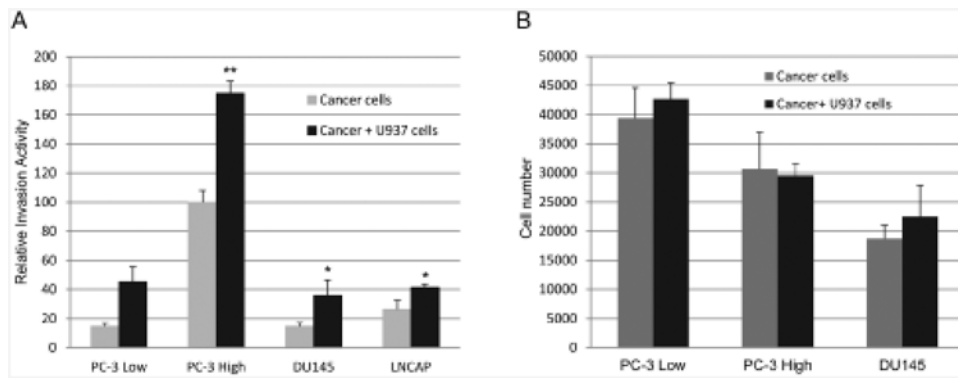 A
Relative Invasion Activity
200
180
160
140
120
100
80
60
40
20
0
**
*
*
Cancer cells
Cancer + U937 cells
PC-3 Low
PC-3 High
DU145
LNCAP
B
Cell number
50000
45000
40000
35000
30000
25000
20000
15000
10000
5000
0
Cancer cells
Cancer+ U937 cells
PC-3 Low
PC-3 High
DU145